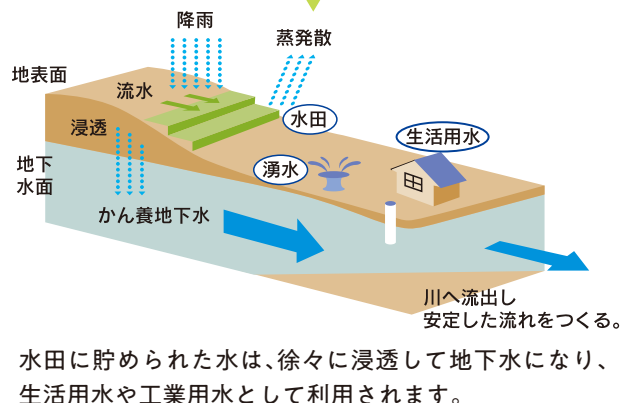 降雨
蒸発散
地表面
流水
水田
浸透
生活用水
地下
水面
湧水
かん養地下水
川へ流出し
安定した流れをつくる。
水田に貯められた水は、徐々に浸透して地下水になり、
生活用水や工業用水として利用されます。